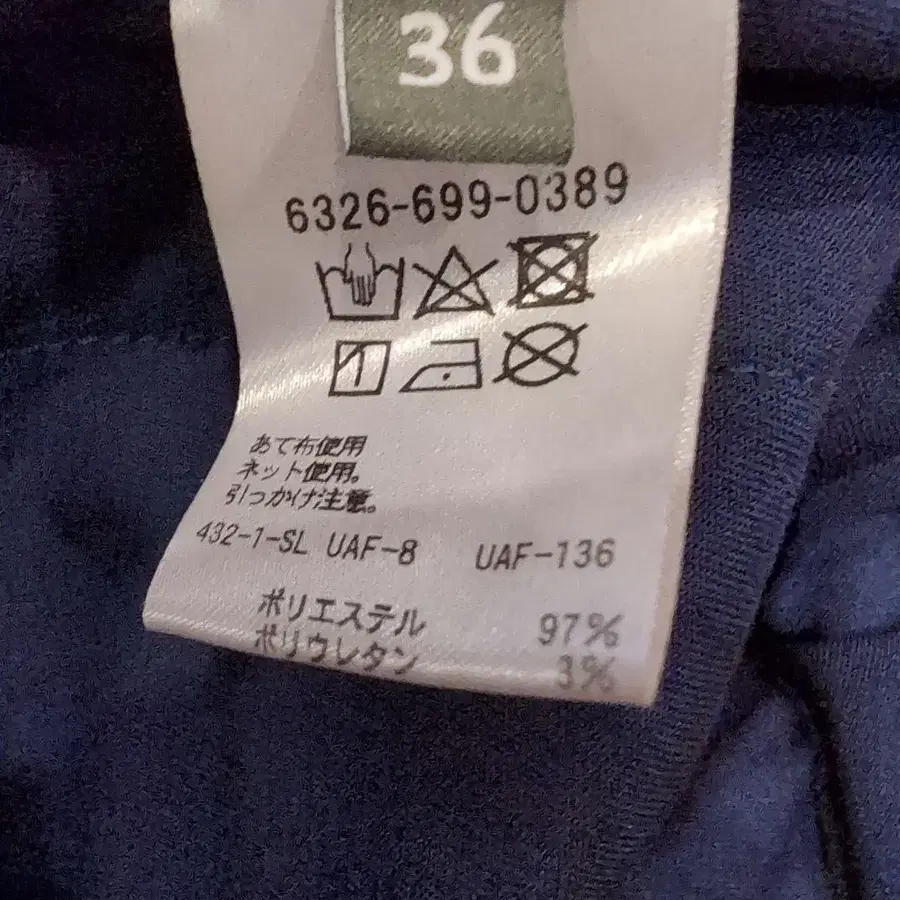 36
6326-699-0389
あて布使用
ネット使用。
引っかけ注意。
432-1-SL UAF-8 UAF-136
ポリエステル 97%
ポリウレタン 3%